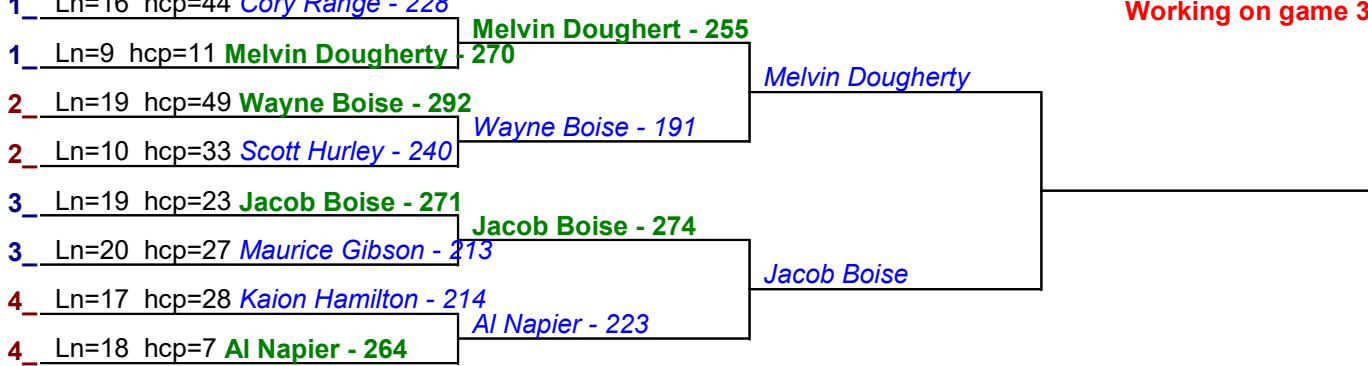 1_ Ln=16 hcp=44 Cory Range - 228
Working on game 3
Melvin Doughert - 255
1_ Ln=9 hcp=11 Melvin Dougherty - 270
Melvin Dougherty
2_ Ln=19 hcp=49 Wayne Boise - 292
Wayne Boise - 191
2_ Ln=10 hcp=33 Scott Hurley - 240
3_ Ln=19 hcp=23 Jacob Boise - 271
Jacob Boise - 274
3_ Ln=20 hcp=27 Maurice Gibson - 213
Jacob Boise
4_ Ln=17 hcp=28 Kaion Hamilton - 214
Al Napier - 223
4_ Ln=18 hcp=7 Al Napier - 264